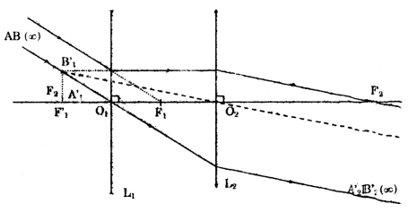 AB (∞)
B'₁
F₂ A'₁
F'₁ O₁ F₁ O₂ F'₂
L₁ L₂ A'₂B'₂(∞)